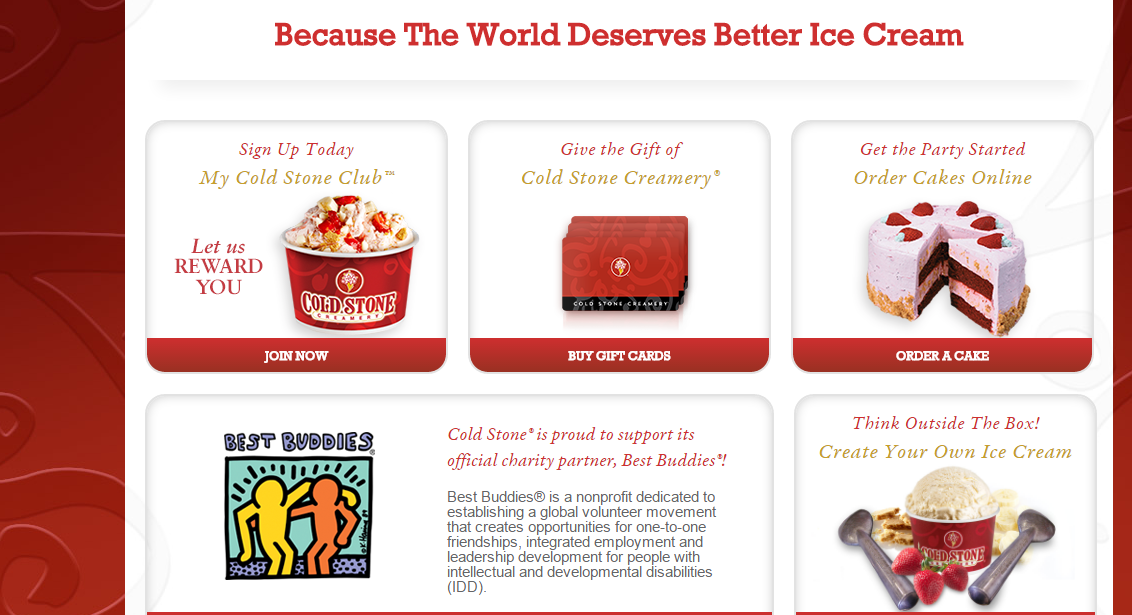 Because The World Deserves Better Ice Cream
Sign Up Today
My Cold Stone Club™
Let us
REWARD
YOU
COLD STONE
CREAMERY
JOIN NOW
Give the Gift of
Cold Stone Creamery®
COLD STONE CREAMERY
BUY GIFT CARDS
Get the Party Started
Order Cakes Online
ORDER A CAKE
BEST BUDDIES®
Cold Stone® is proud to support its
official charity partner, Best Buddies®!
Best Buddies® is a nonprofit dedicated to
establishing a global volunteer movement
that creates opportunities for one-to-one
friendships, integrated employment and
leadership development for people with
intellectual and developmental disabilities
(IDD).
Think Outside The Box!
Create Your Own Ice Cream
COLD STONE